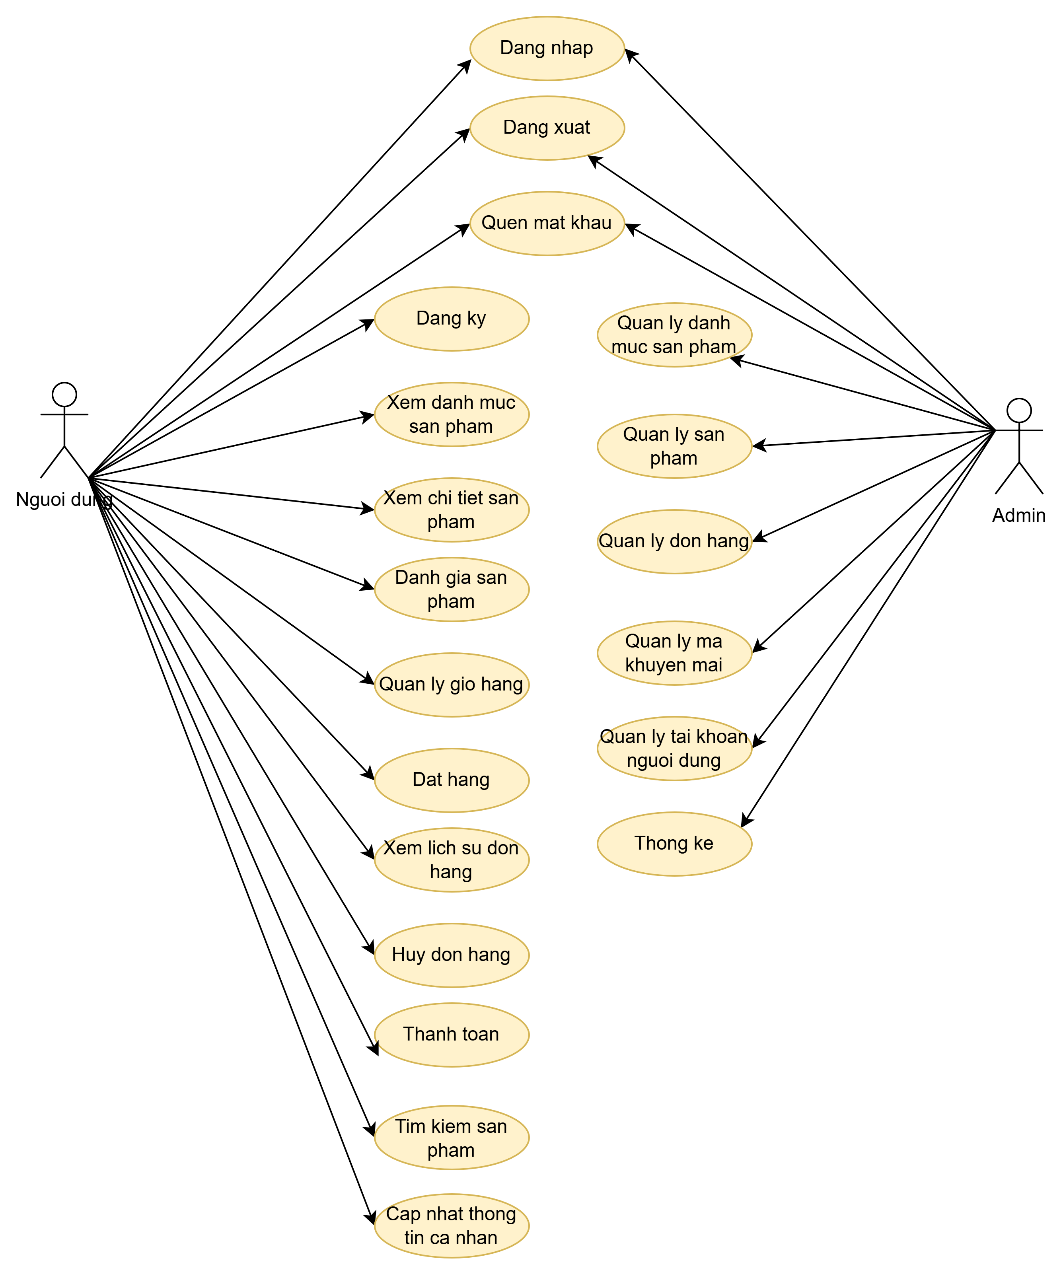 Dang nhap
Dang xuat
Quen mat khau
Dang ky
Xem danh muc
san pham
Xem chi tiet san
pham
Danh gia san
pham
Quan ly gio hang
Dat hang
Xem lich su don
hang
Huy don hang
Thanh toan
Tim kiem san
pham
Cap nhat thong
tin ca nhan
Quan ly danh
muc san pham
Quan ly san
pham
Quan ly don hang
Quan ly ma
khuyen mai
Quan ly tai khoan
nguoi dung
Thong ke
Nguoi dung
Admin